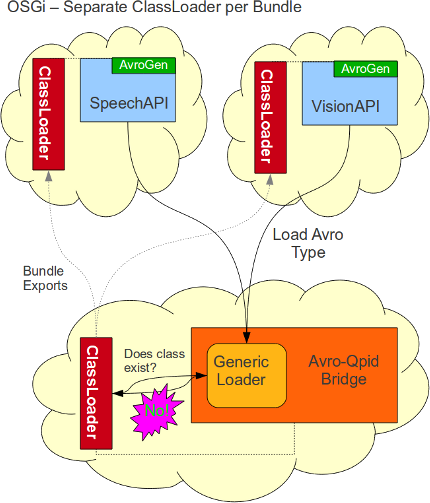 OSGi – Separate ClassLoader per Bundle
ClassLoader
AvroGen
SpeechAPI
ClassLoader
AvroGen
VisionAPI
Load Avro
Type
Bundle
Exports
ClassLoader
Does class
exist?
No!
Generic
Loader
Avro-Qpid
Bridge